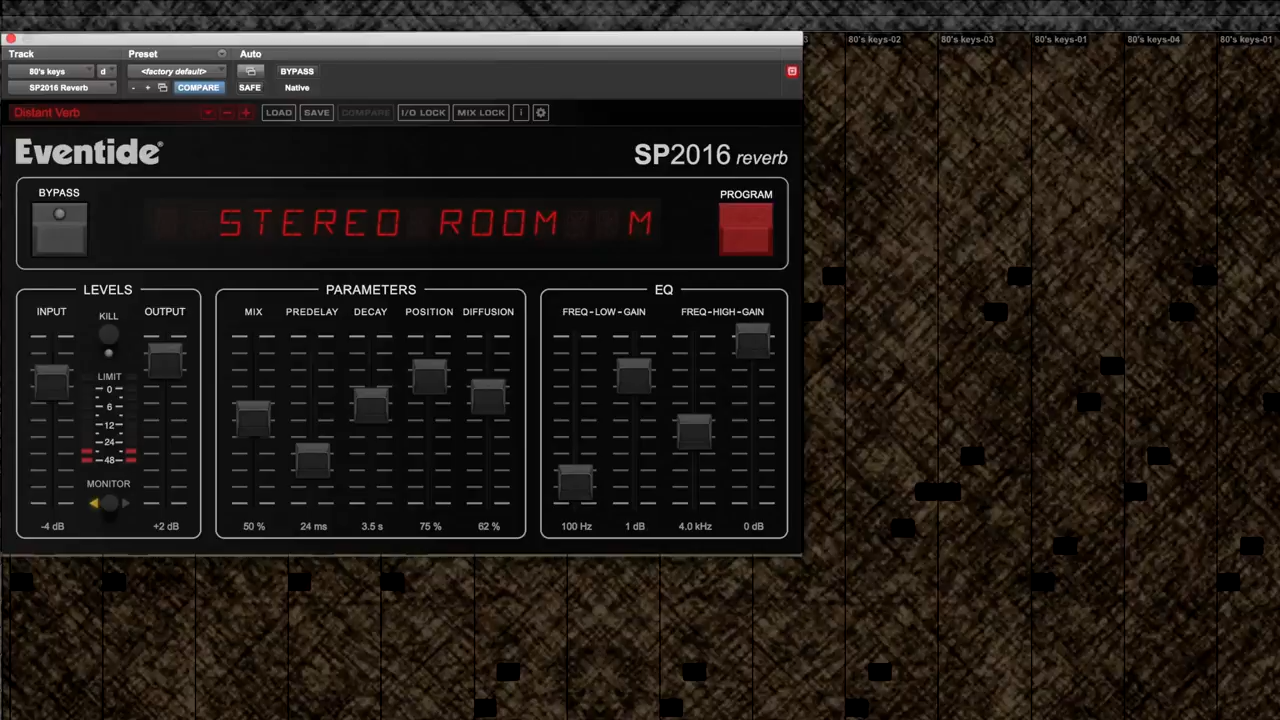 80's keys-02 80's keys-03 80's keys-01 80's keys-04 80's keys-01
Track Preset Auto
80's keys d <factory default> BYPASS
SP2016 Reverb - + COMPARE SAFE Native
Distant Verb LOAD SAVE COMPARE I/O LOCK MIX LOCK i
Eventide® SP2016 reverb
BYPASS PROGRAM
STEREO ROOM M
LEVELS PARAMETERS EQ
INPUT KILL OUTPUT MIX PREDELAY DECAY POSITION DIFFUSION FREQ-LOW-GAIN FREQ-HIGH-GAIN
LIMIT
0
6
12
24
48
MONITOR
-4 dB +2 dB 50 % 24 ms 3.5 s 75 % 62 % 100 Hz 1 dB 4.0 kHz 0 dB